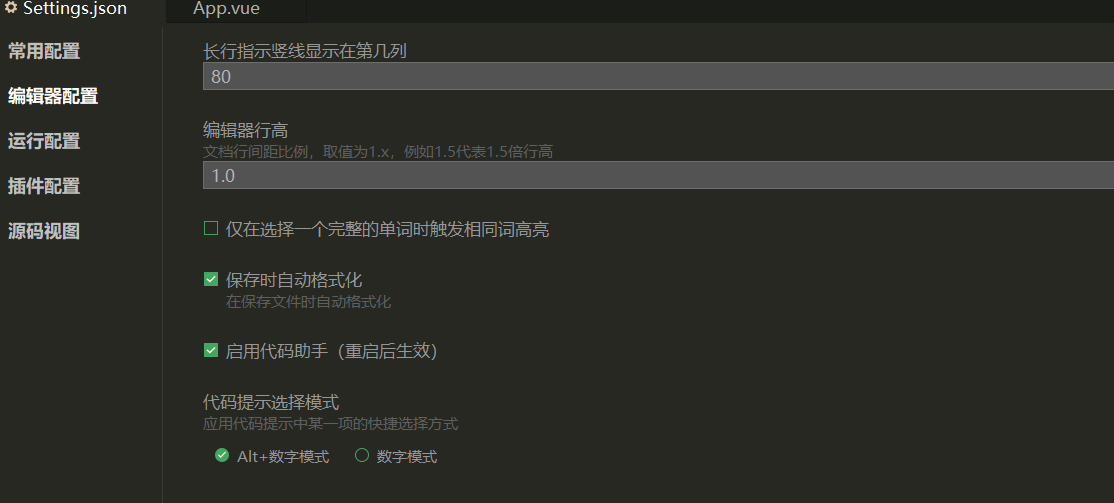 Settings.json
App.vue
常用配置
编辑器配置
运行配置
插件配置
源码视图
长行指示竖线显示在第几列
80
编辑器行高
文档行间距比例，取值为1.x，例如1.5代表1.5倍行高
1.0
仅在选择一个完整的单词时触发相同词高亮
保存时自动格式化
在保存文件时自动格式化
启用代码助手（重启后生效）
代码提示选择模式
应用代码提示中某一项的快捷选择方式
Alt+数字模式
数字模式